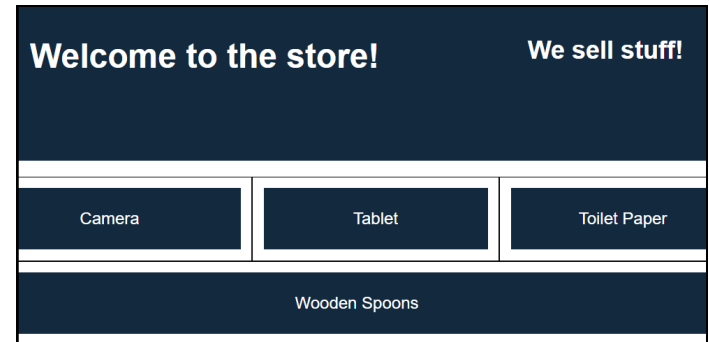 Welcome to the store!
We sell stuff!
Camera
Tablet
Toilet Paper
Wooden Spoons